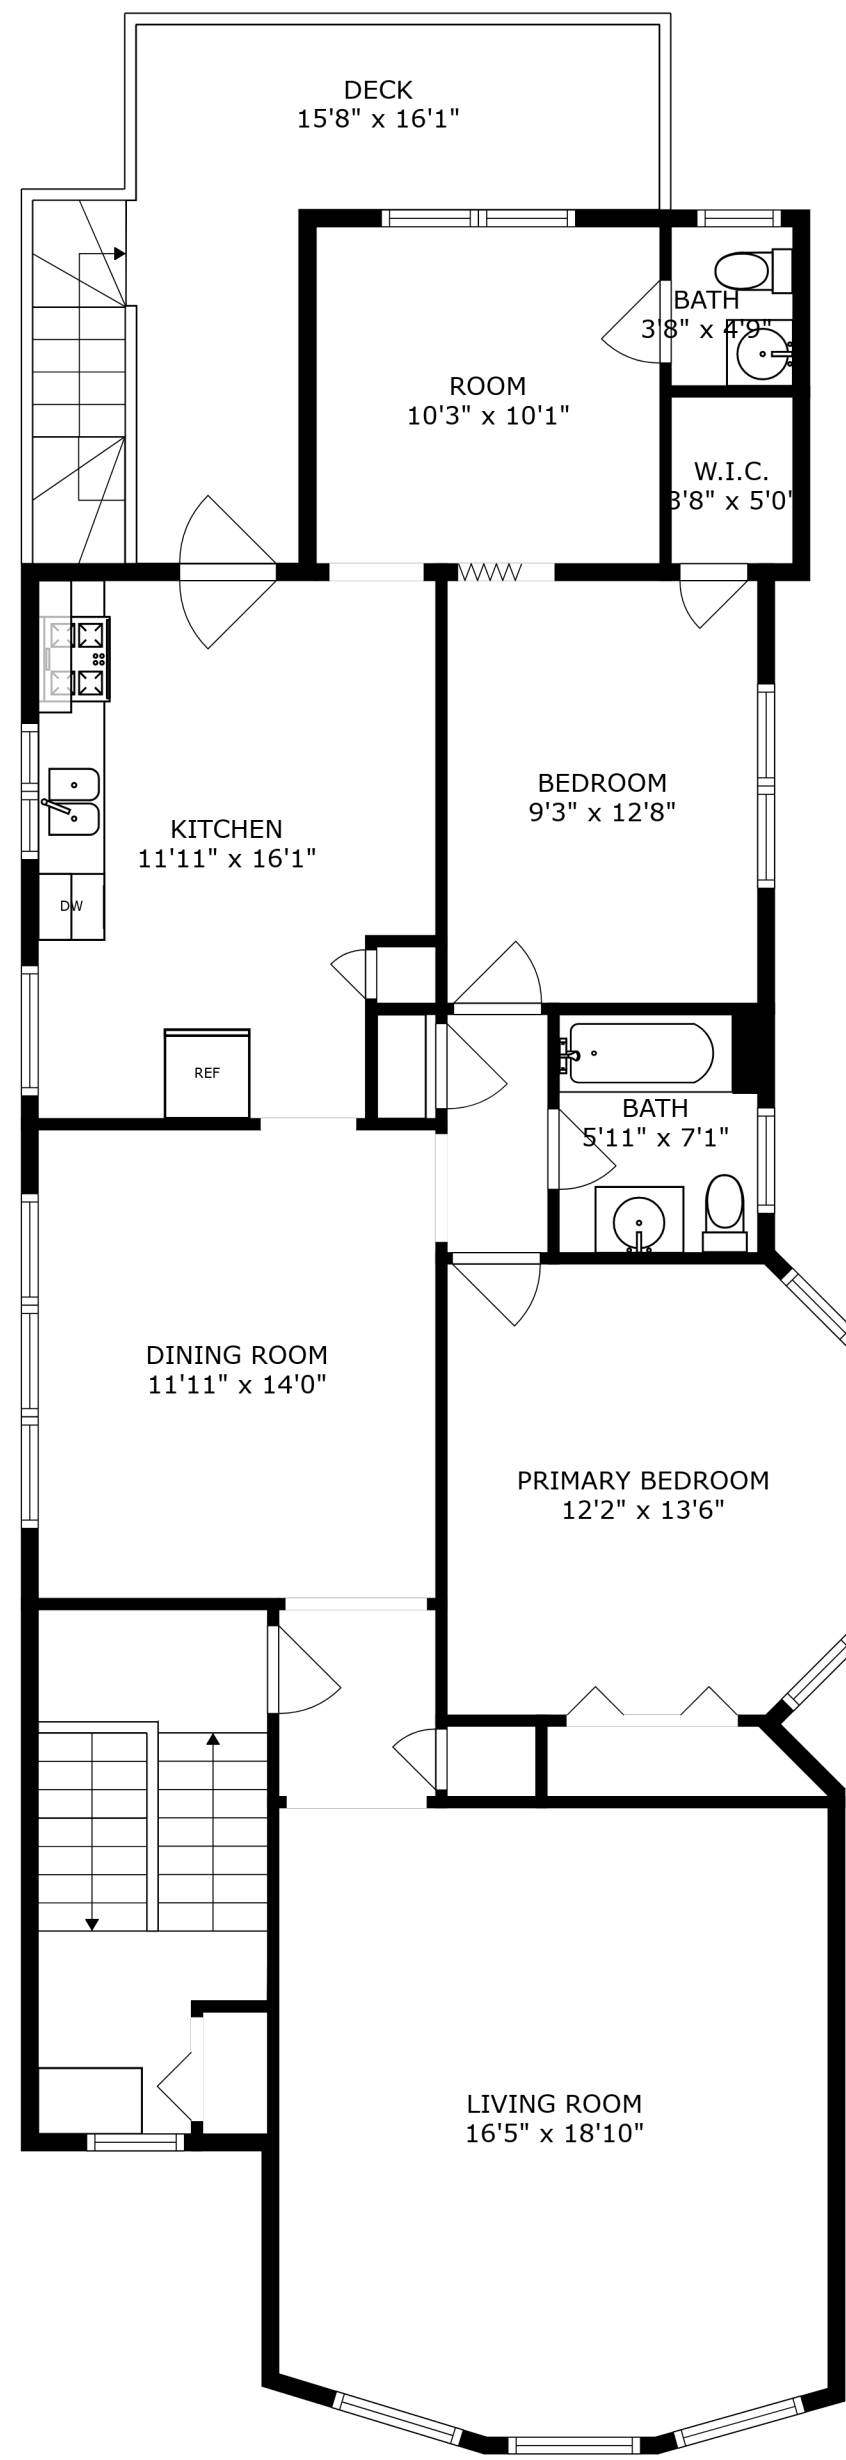 DECK
15'8" x 16'1"
BATH
3'8" x 4'9"
ROOM
10'3" x 10'1"
W.I.C.
3'8" x 5'0"
BEDROOM
9'3" x 12'8"
KITCHEN
11'11" x 16'1"
DW
REF
BATH
5'11" x 7'1"
DINING ROOM
11'11" x 14'0"
PRIMARY BEDROOM
12'2" x 13'6"
LIVING ROOM
16'5" x 18'10"